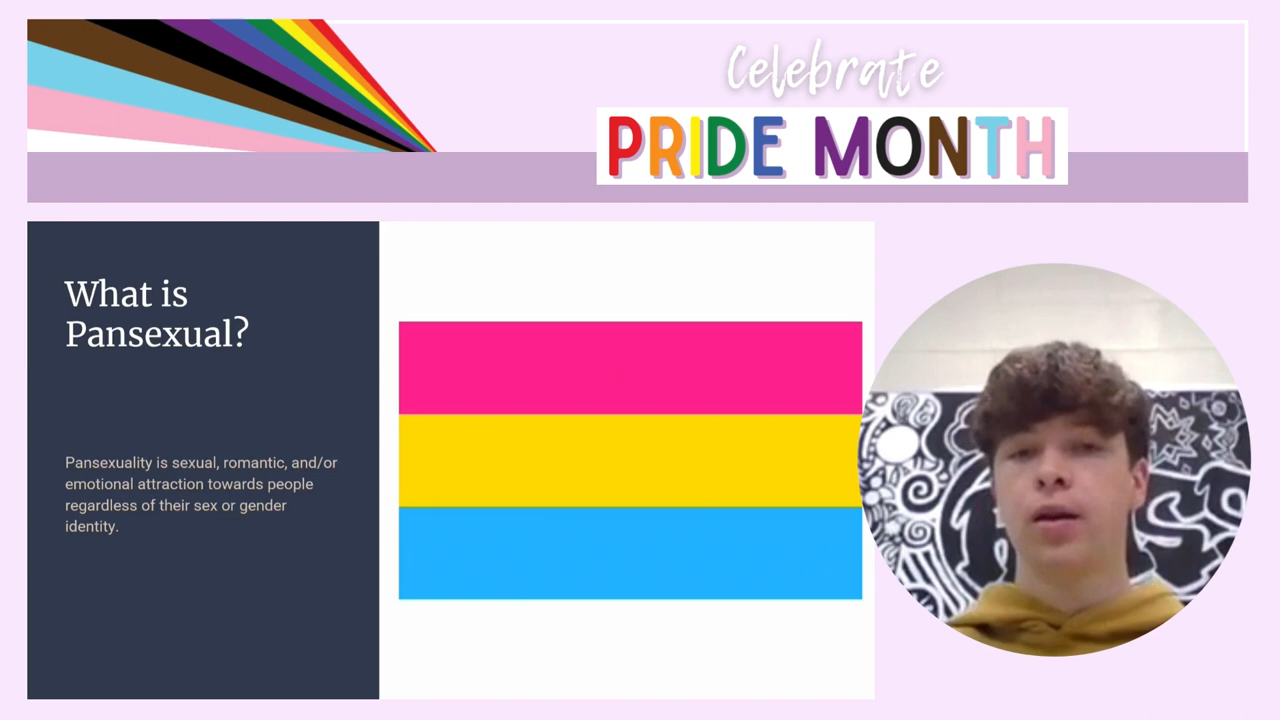 Celebrate
PRIDE MONTH
What is
Pansexual?
Pansexuality is sexual, romantic, and/or
emotional attraction towards people
regardless of their sex or gender
identity.